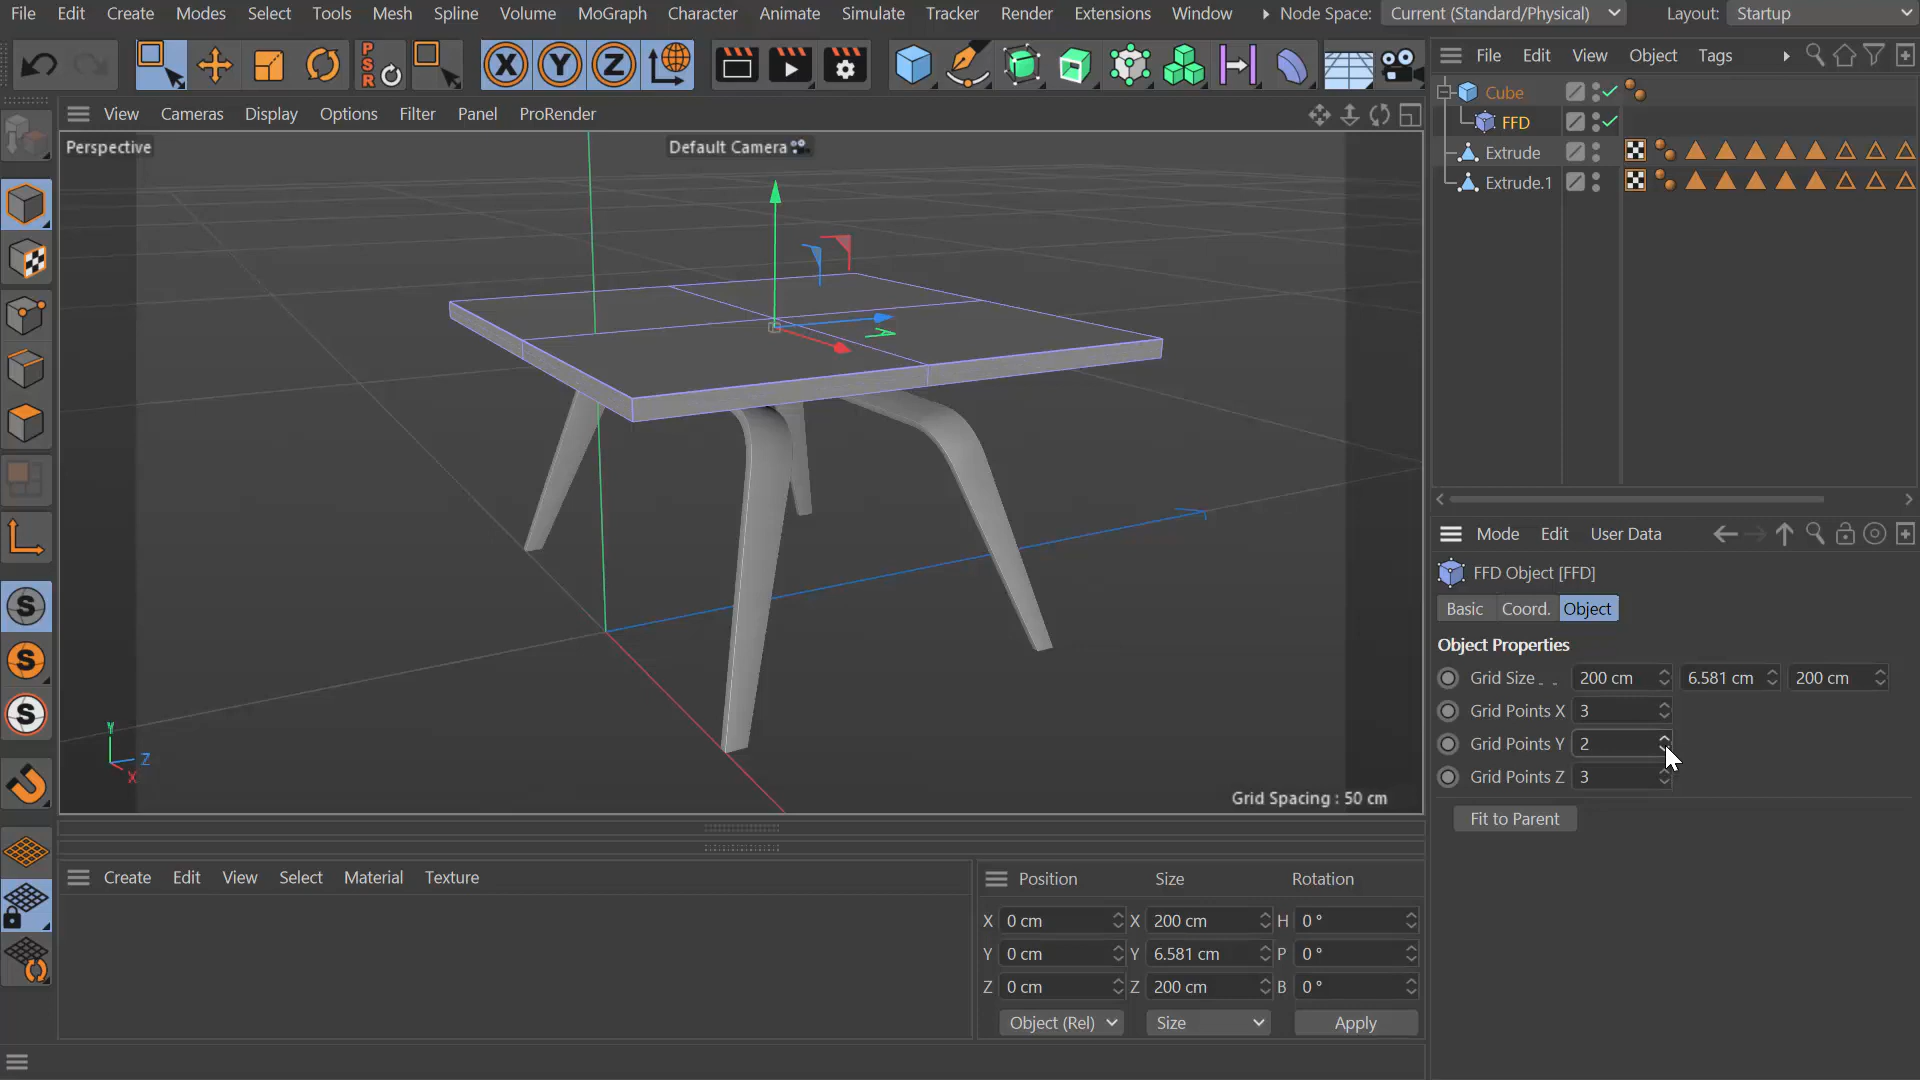 File Edit Create Modes Select Tools Mesh Spline Volume MoGraph Character Animate Simulate Tracker Render Extensions Window Node Space: Current (Standard/Physical) Layout: Startup
PSR X Y Z
File Edit View Object Tags
View Cameras Display Options Filter Panel ProRender
Perspective
Default Camera
Cube
FFD
Extrude
Extrude.1
Y
Z
X
Grid Spacing : 50 cm
S
S
S
Mode Edit User Data
FFD Object [FFD]
Basic Coord. Object
Object Properties
Grid Size 200 cm 6.581 cm 200 cm
Grid Points X 3
Grid Points Y 2
Grid Points Z 3
Fit to Parent
Create Edit View Select Material Texture
Position Size Rotation
X 0 cm X 200 cm H 0 °
Y 0 cm Y 6.581 cm P 0 °
Z 0 cm Z 200 cm B 0 °
Object (Rel) Size Apply